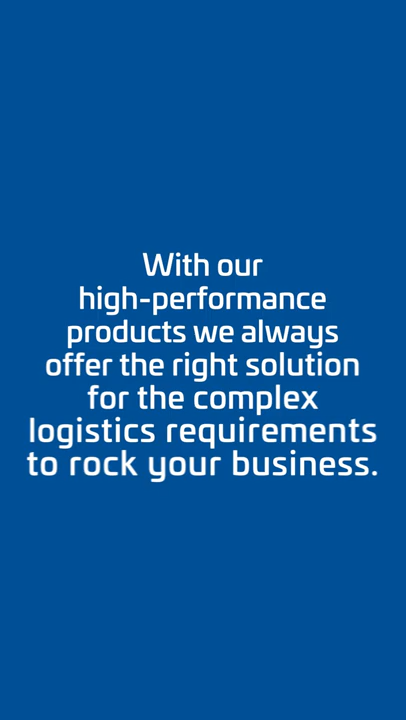 With our
high-performance
products we always
offer the right solution
for the complex
logistics requirements
to rock your business.